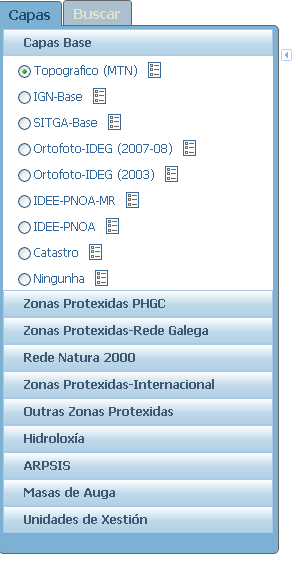 Capas
Buscar
Capas Base
Topografico (MTN)
IGN-Base
SITGA-Base
Ortofoto-IDEG (2007-08)
Ortofoto-IDEG (2003)
IDEE-PNOA-MR
IDEE-PNOA
Catastro
Ningunha
Zonas Protexidas PHGC
Zonas Protexidas-Rede Galega
Rede Natura 2000
Zonas Protexidas-Internacional
Outras Zonas Protexidas
Hidroloxía
ARPSIS
Masas de Auga
Unidades de Xestión